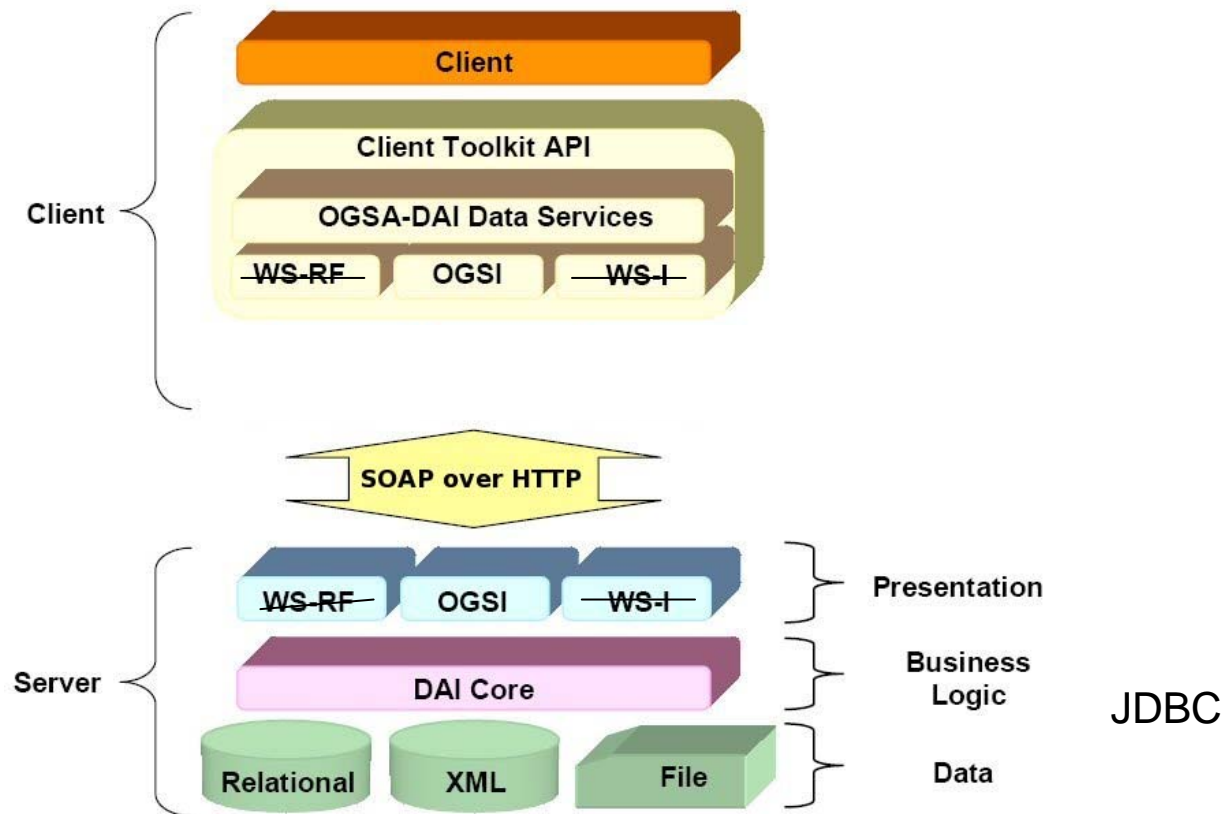 Client
Client Toolkit API
Client
OGSA-DAI Data Services
WS-RF OGSI WS-I
SOAP over HTTP
WS-RF OGSI WS-I
Presentation
Server
DAI Core
Business
Logic
JDBC
Relational XML File
Data